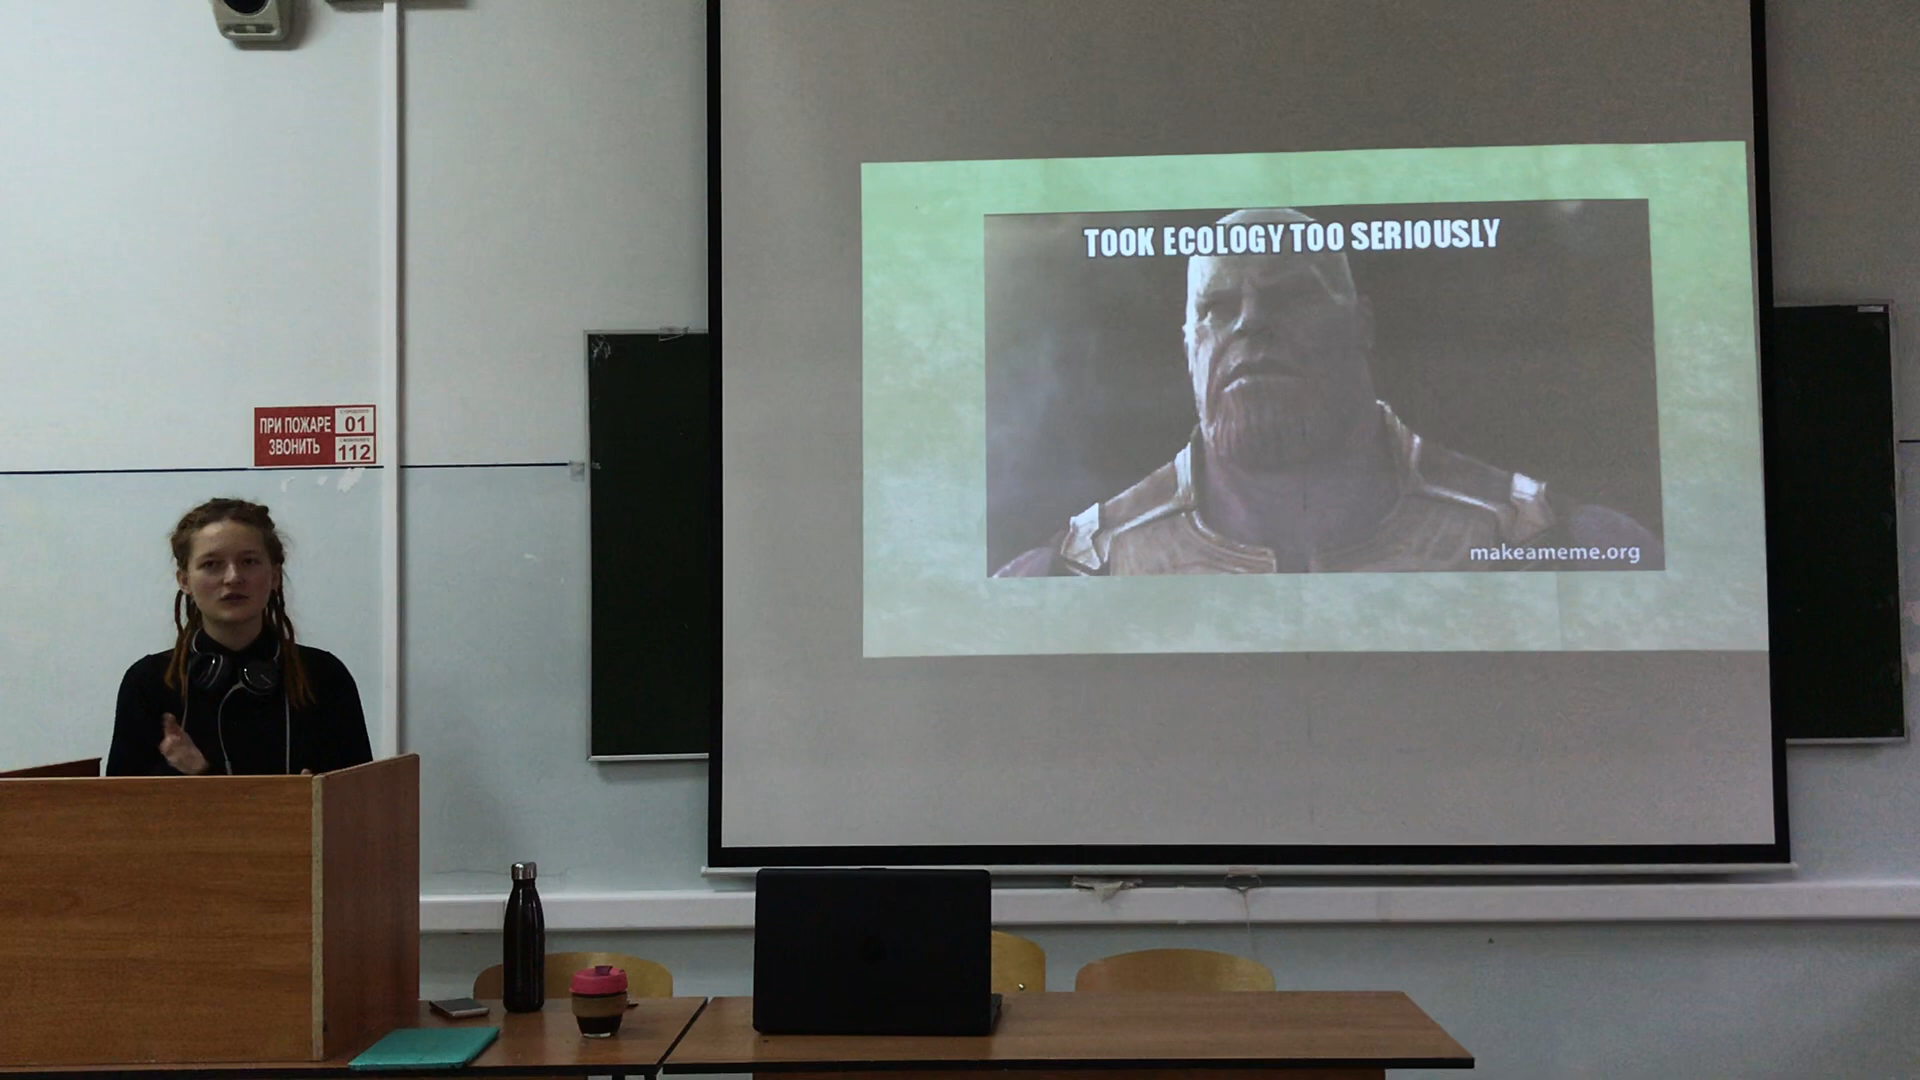 TOOK ECOLOGY TOO SERIOUSLY
makeameme.org
ПРИ ПОЖАРЕ
ЗВОНИТЬ
01
112